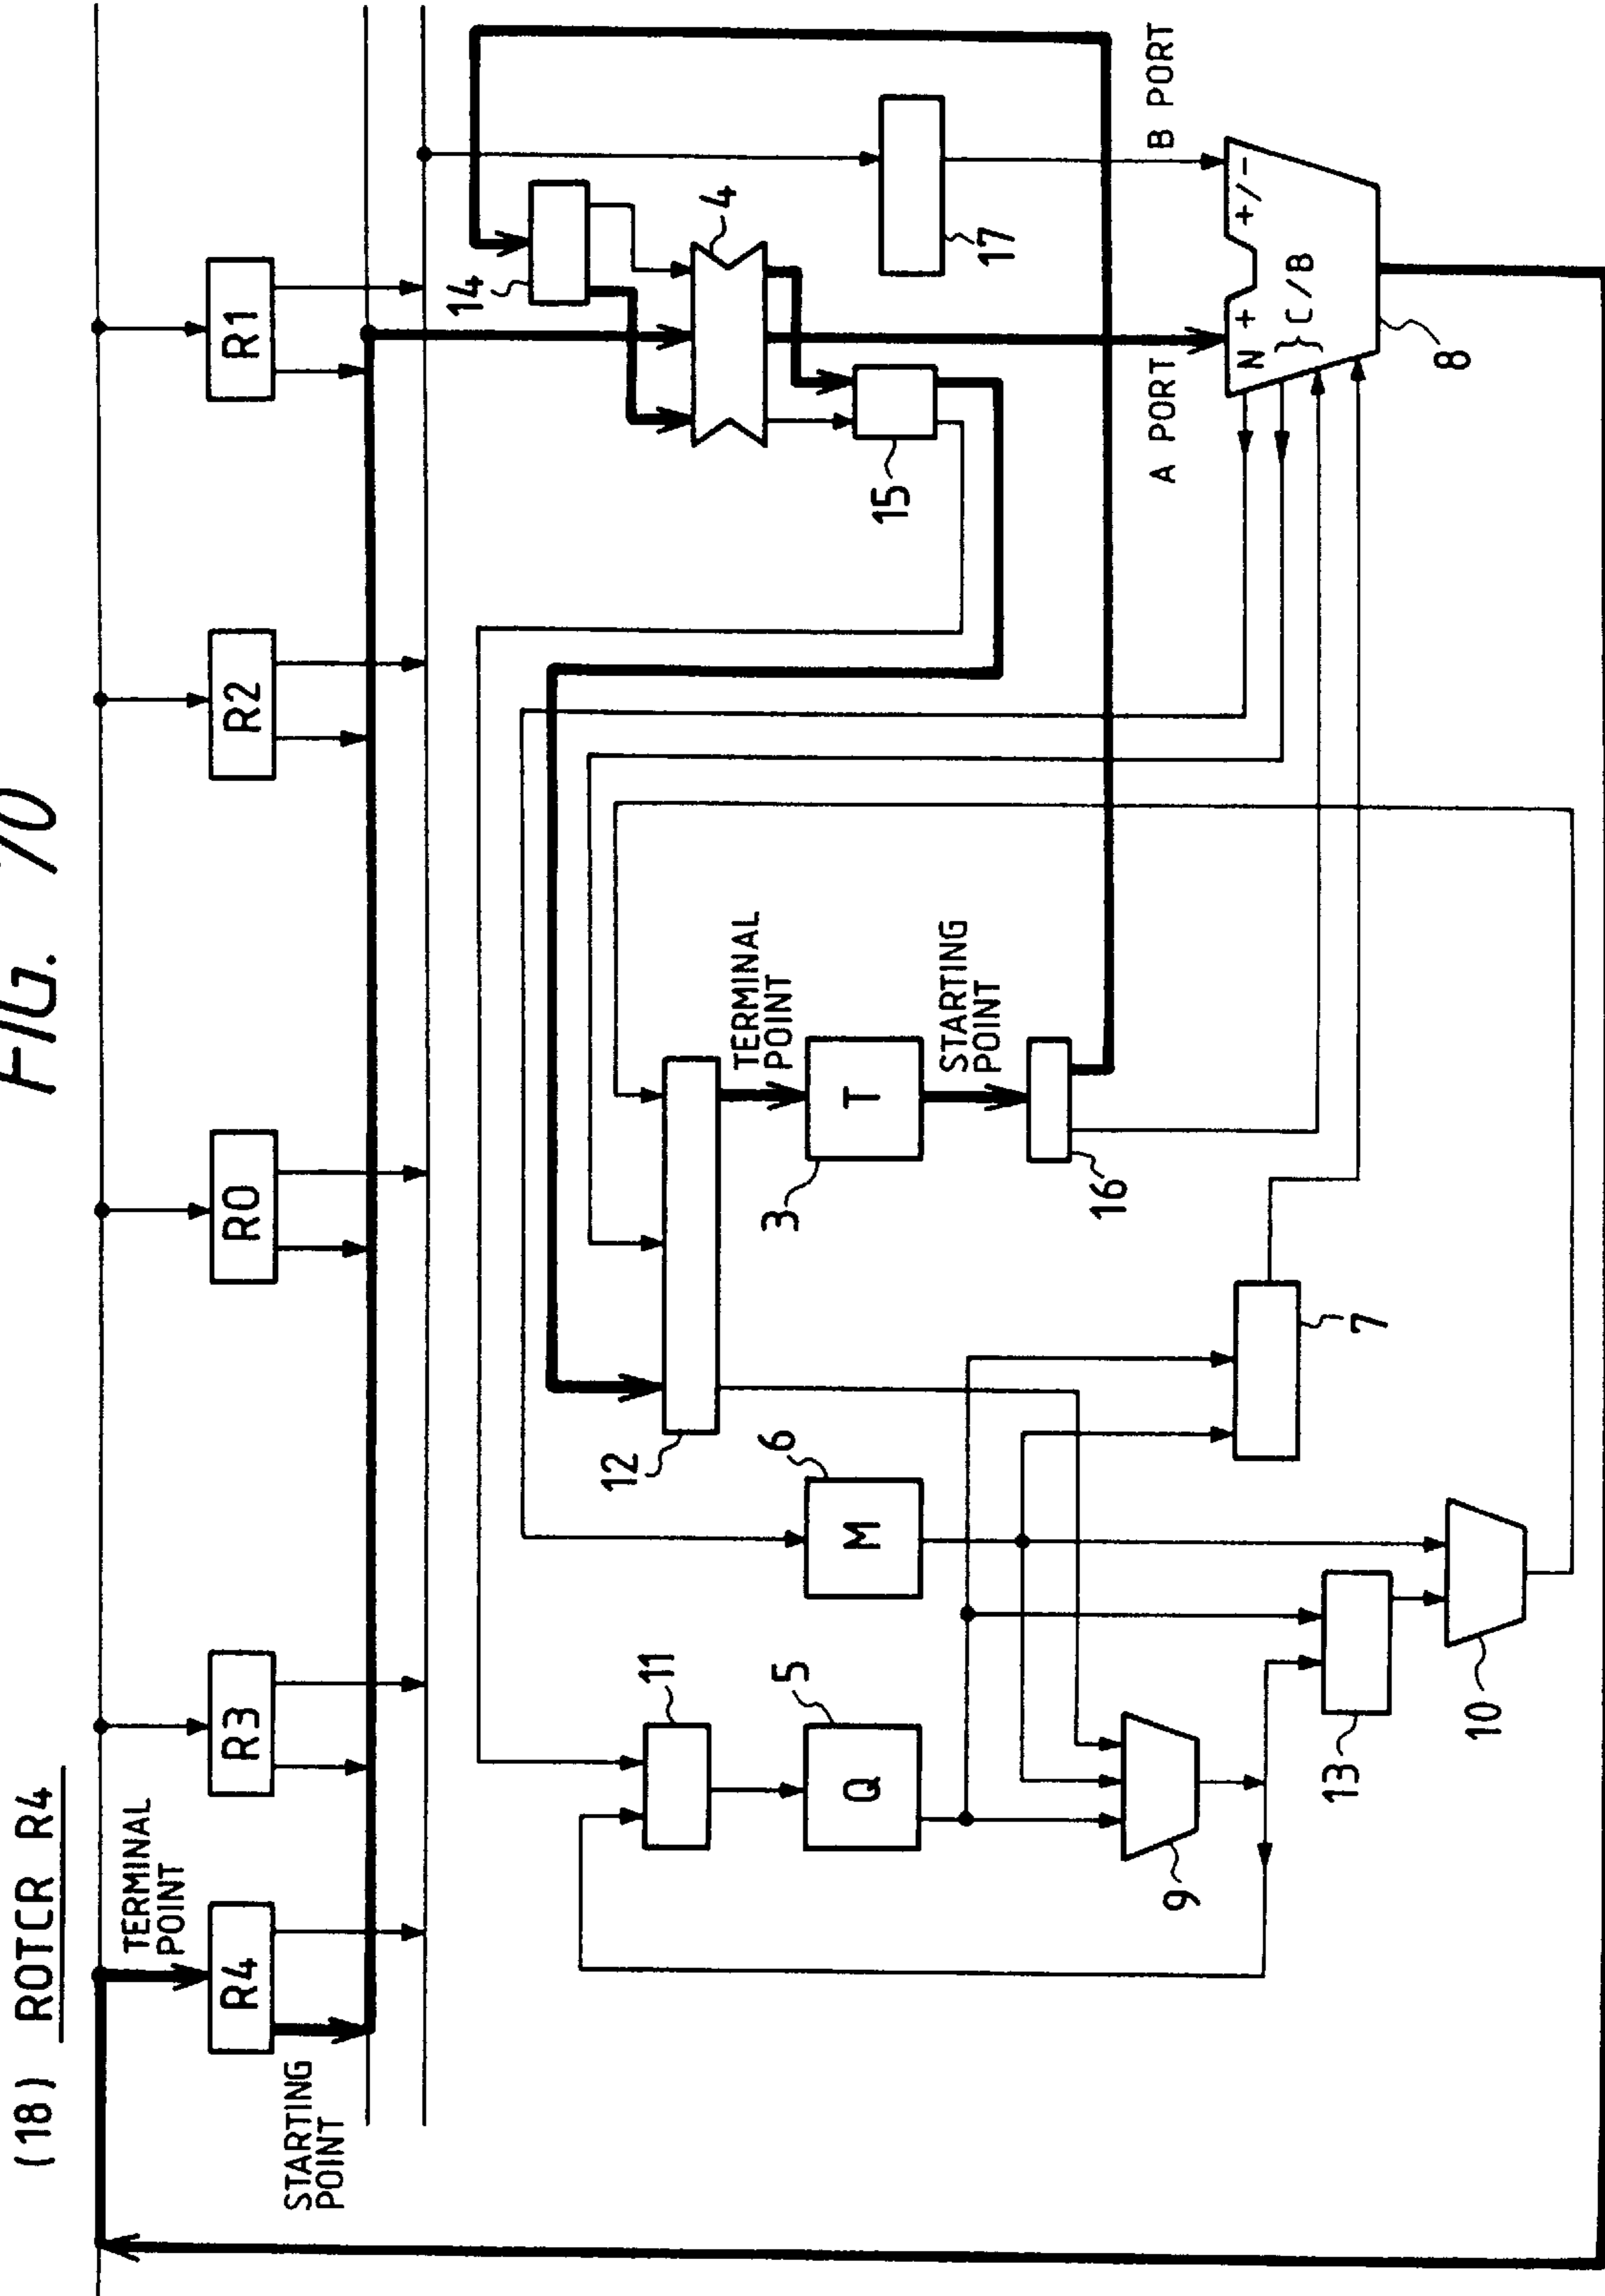 FIG. 70
(18) ROTCR R4
TERMINAL
POINT
STARTING
POINT
R4
R3
R0
R2
R1
14
4
15
17
A PORT
B PORT
N + +/-
} C/B
8
12
TERMINAL
POINT
T
3
STARTING
POINT
16
6
M
7
11
5
Q
9
13
10